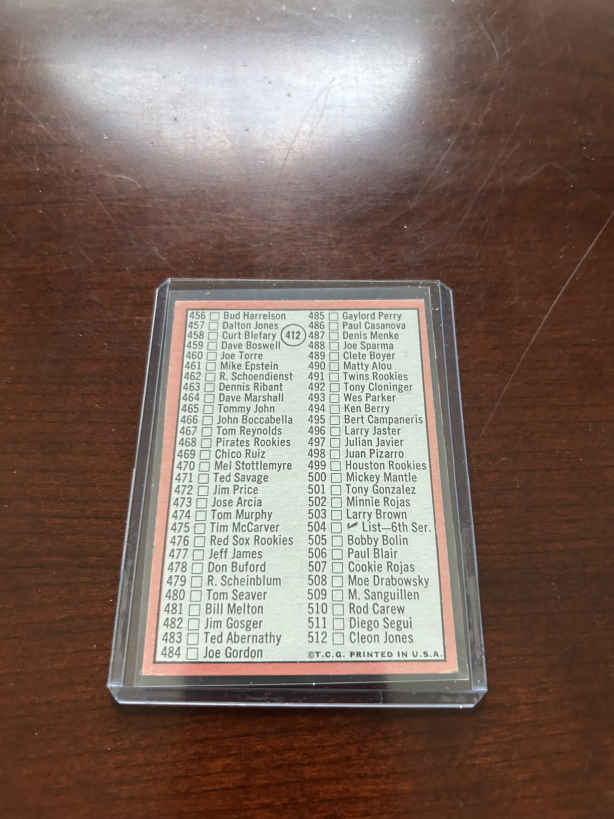 456 Bud Harrelson
457 Dalton Jones
458 Curt Blefary
459 Dave Boswell
460 Joe Torre
461 Mike Epstein
462 R. Schoendienst
463 Dennis Ribant
464 Dave Marshall
465 Tommy John
466 John Boccabella
467 Tom Reynolds
468 Pirates Rookies
469 Chico Ruiz
470 Mel Stottlemyre
471 Ted Savage
472 Jim Price
473 Jose Arcia
474 Tom Murphy
475 Tim McCarver
476 Red Sox Rookies
477 Jeff James
478 Don Buford
479 R. Scheinblum
480 Tom Seaver
481 Bill Melton
482 Jim Gosger
483 Ted Abernathy
484 Joe Gordon
412
485 Gaylord Perry
486 Paul Casanova
487 Denis Menke
488 Joe Sparma
489 Clete Boyer
490 Matty Alou
491 Twins Rookies
492 Tony Cloninger
493 Wes Parker
494 Ken Berry
495 Bert Campaneris
496 Larry Jaster
497 Julian Javier
498 Juan Pizarro
499 Houston Rookies
500 Mickey Mantle
501 Tony Gonzalez
502 Minnie Rojas
503 Larry Brown
504 ✓ List—6th Ser.
505 Bobby Bolin
506 Paul Blair
507 Cookie Rojas
508 Moe Drabowsky
509 M. Sanguillen
510 Rod Carew
511 Diego Segui
512 Cleon Jones
©T.C.G. PRINTED IN U.S.A.